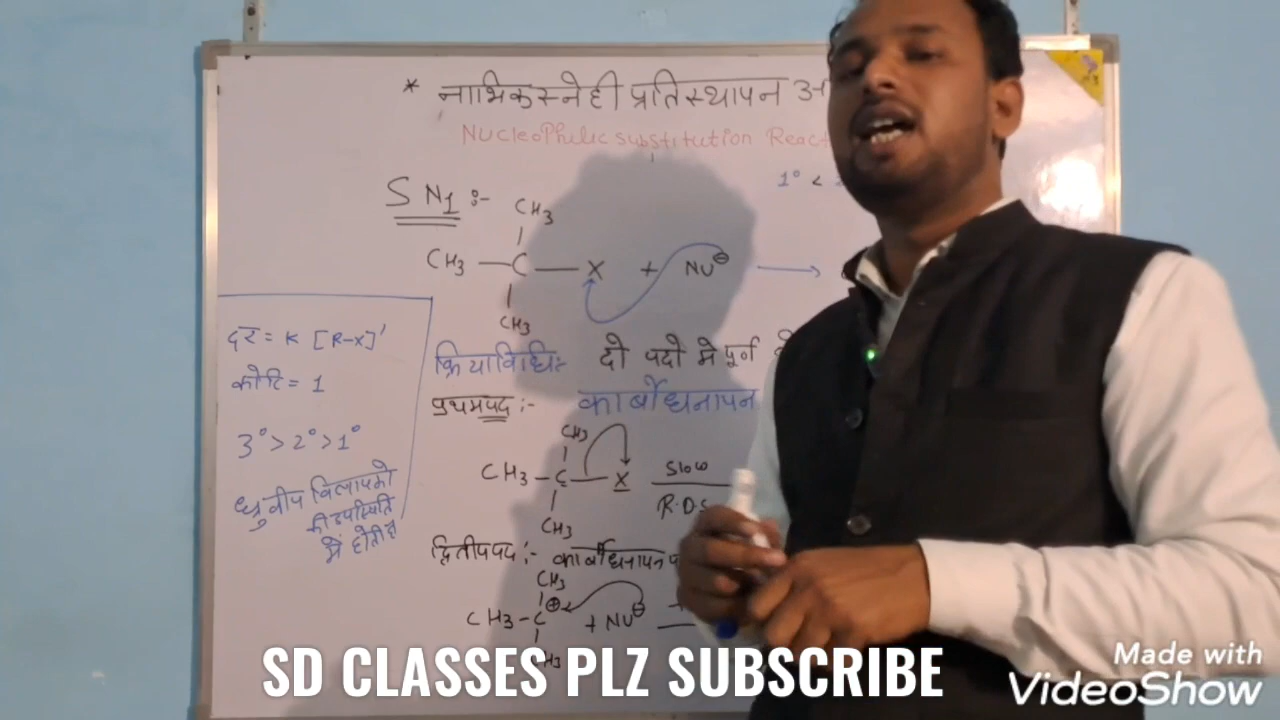 * नाभिकस्नेही प्रतिस्थापन अ
Nucleophilic substitution React
1° <
SN1 :-
CH3
CH3 — C — X + Nu⊖ →
CH3
दर = K [R-X]'
कोटि = 1
3° > 2° > 1°
ध्रुवीय विलायको
की उपस्थिति
मे होती है
क्रियाविधि:- दो पदो मे पूर्ण
प्रथमपद :- कार्बोधनायन
CH3
CH3 - C — X slow
R.D.S
CH3
द्वितीयपद :- कार्बोधनायन प
CH3
CH3 - C⊕ + Nu⊖
CH3
SD CLASSES PLZ SUBSCRIBE
Made with
VideoShow